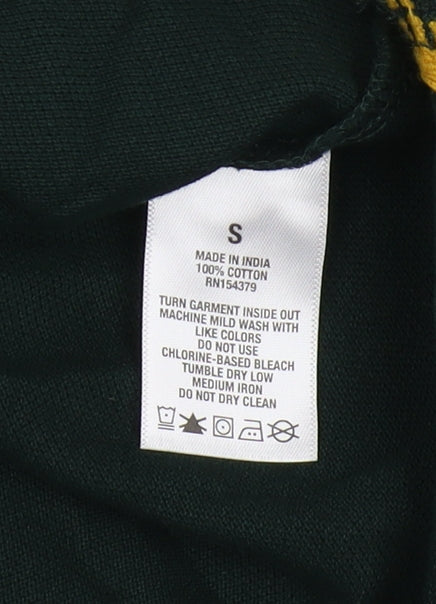 S
MADE IN INDIA
100% COTTON
RN154379
TURN GARMENT INSIDE OUT
MACHINE MILD WASH WITH
LIKE COLORS
DO NOT USE
CHLORINE-BASED BLEACH
TUMBLE DRY LOW
MEDIUM IRON
DO NOT DRY CLEAN